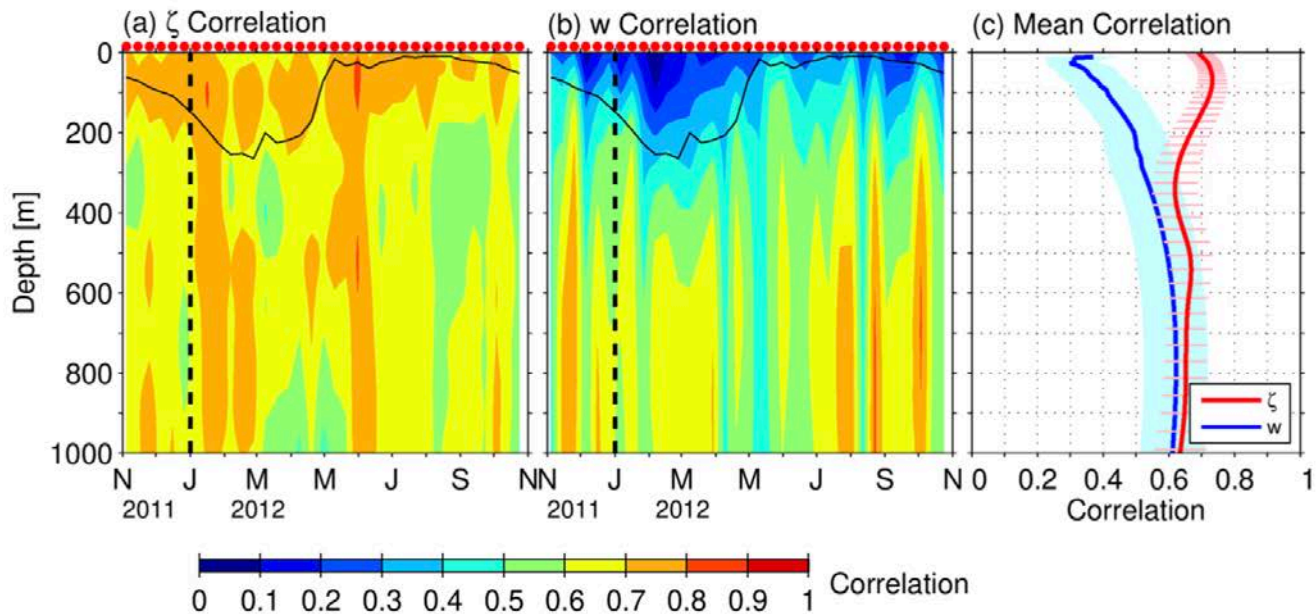 (a) ζ Correlation
(b) w Correlation
(c) Mean Correlation
0
200
400
600
800
1000
Depth [m]
N J M M J S N
2011 2012
N J M M J S N
2011 2012
0 0.2 0.4 0.6 0.8 1
Correlation
ζ
w
0 0.1 0.2 0.3 0.4 0.5 0.6 0.7 0.8 0.9 1
Correlation